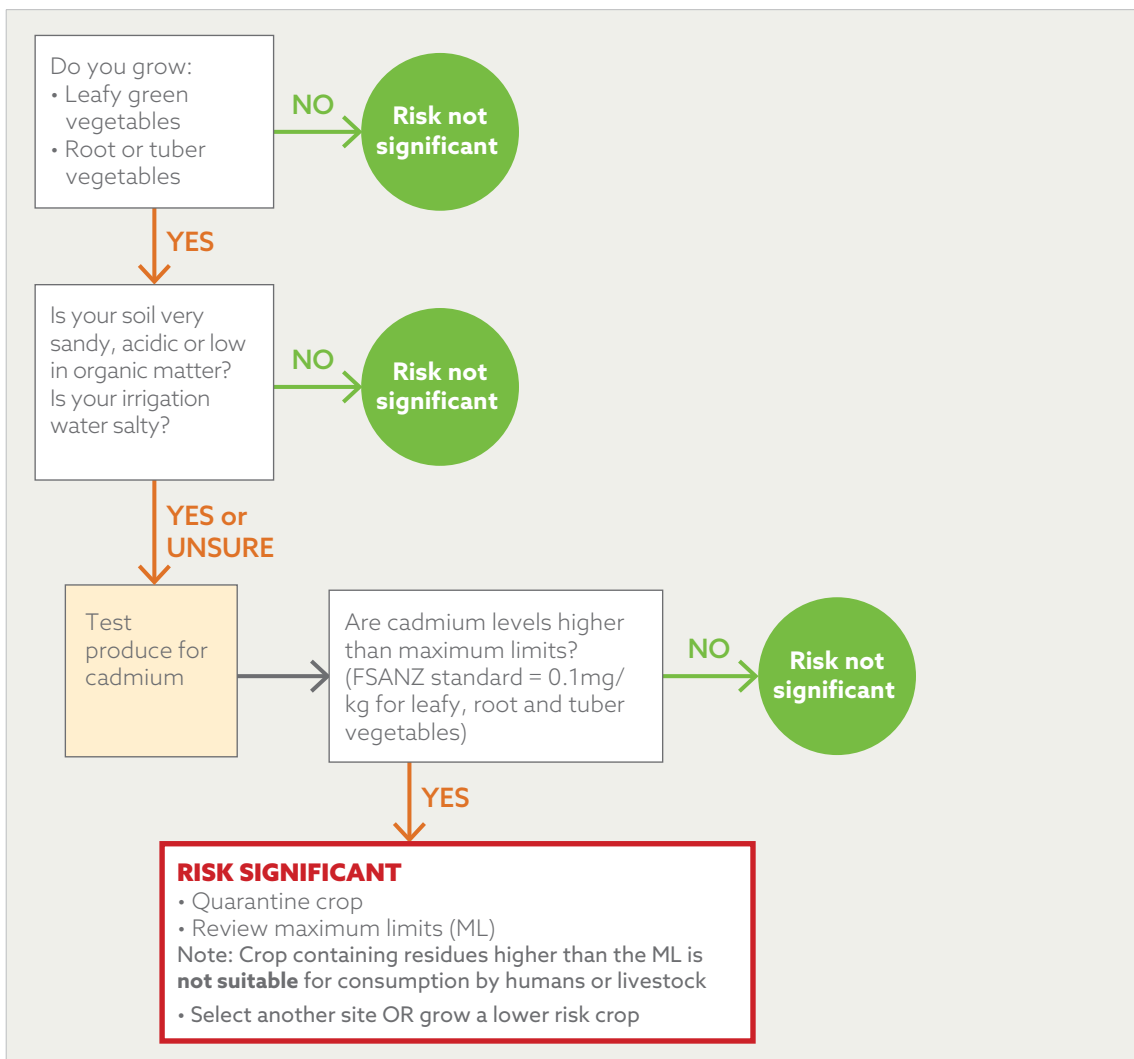 Do you grow:
• Leafy green
vegetables
• Root or tuber
vegetables
NO
Risk not
significant
YES
Is your soil very
sandy, acidic or low
in organic matter?
Is your irrigation
water salty?
NO
Risk not
significant
YES or
UNSURE
Test
produce for
cadmium
Are cadmium levels higher
than maximum limits?
(FSANZ standard = 0.1mg/
kg for leafy, root and tuber
vegetables)
NO
Risk not
significant
YES
RISK SIGNIFICANT
• Quarantine crop
• Review maximum limits (ML)
Note: Crop containing residues higher than the ML is
not suitable for consumption by humans or livestock
• Select another site OR grow a lower risk crop